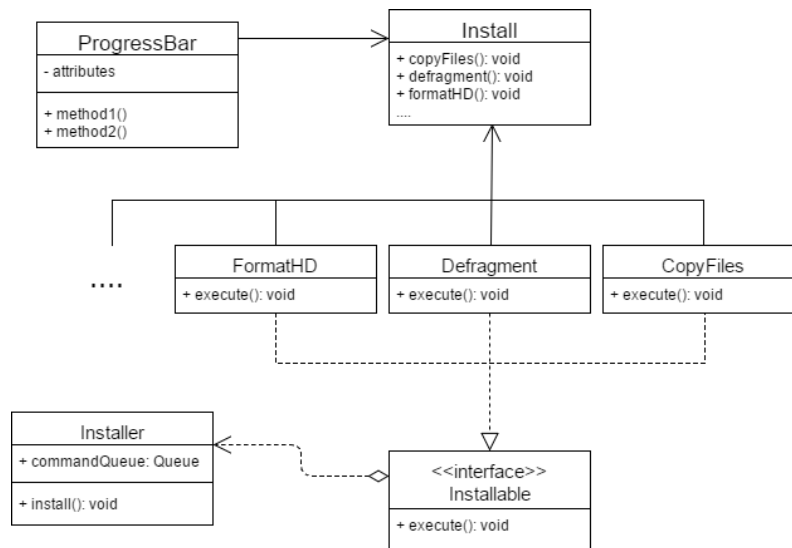 ProgressBar
- attributes
+ method1()
+ method2()
Install
+ copyFiles(): void
+ defragment(): void
+ formatHD(): void
....
....
FormatHD
+ execute(): void
Defragment
+ execute(): void
CopyFiles
+ execute(): void
Installer
+ commandQueue: Queue
+ install(): void
<<interface>>
Installable
+ execute(): void